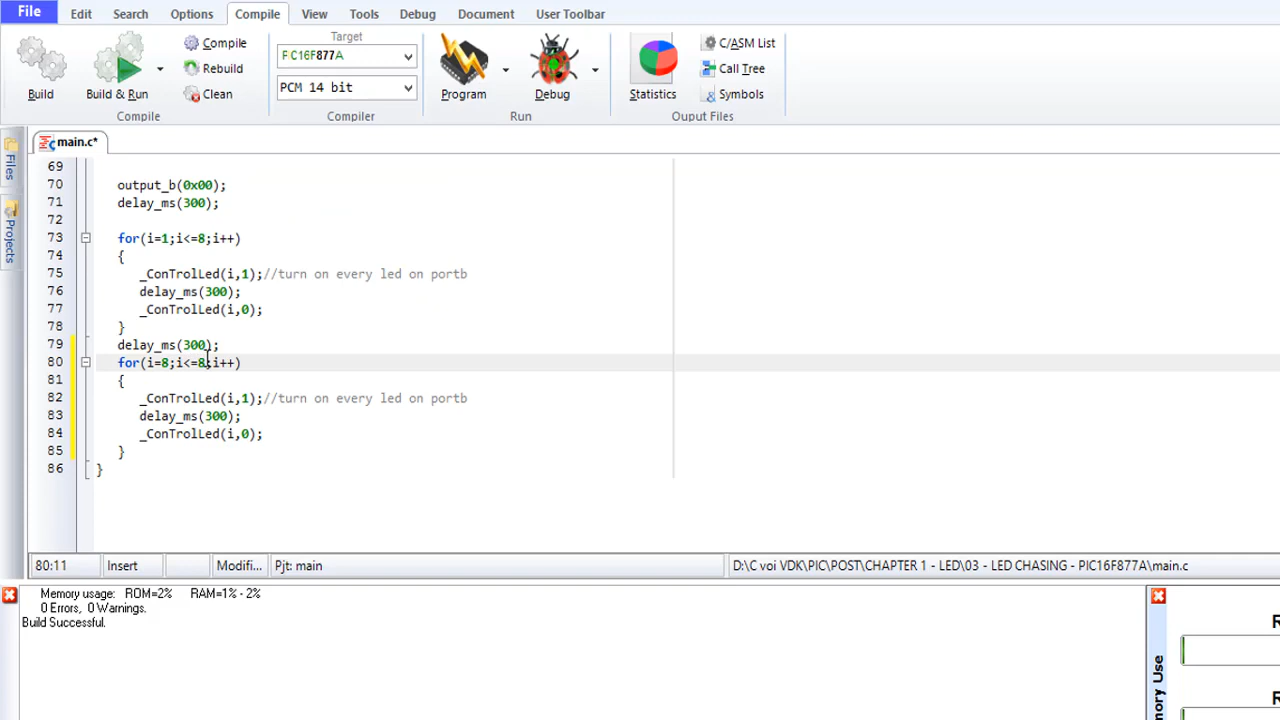 File Edit Search Options Compile View Tools Debug Document User Toolbar
Target
PIC16F877A
PCM 14 bit
Build
Build & Run
Compile
Rebuild
Clean
Compile
Compiler
Program
Debug
Run
Statistics
C/ASM List
Call Tree
Symbols
Ouput Files
Files
Projects
main.c*
69
70 output_b(0x00);
71 delay_ms(300);
72
73 for(i=1;i<=8;i++)
74 {
75 _ConTrolLed(i,1);//turn on every led on portb
76 delay_ms(300);
77 _ConTrolLed(i,0);
78 }
79 delay_ms(300);
80 for(i=8;i<=8;i++)
81 {
82 _ConTrolLed(i,1);//turn on every led on portb
83 delay_ms(300);
84 _ConTrolLed(i,0);
85 }
86 }
80:11 Insert Modifi... Pjt: main D:\C voi VDK\PIC\POST\CHAPTER 1 - LED\03 - LED CHASING - PIC16F877A\main.c
Memory usage: ROM=2% RAM=1% - 2%
0 Errors, 0 Warnings.
Build Successful.
mory Use
R
R